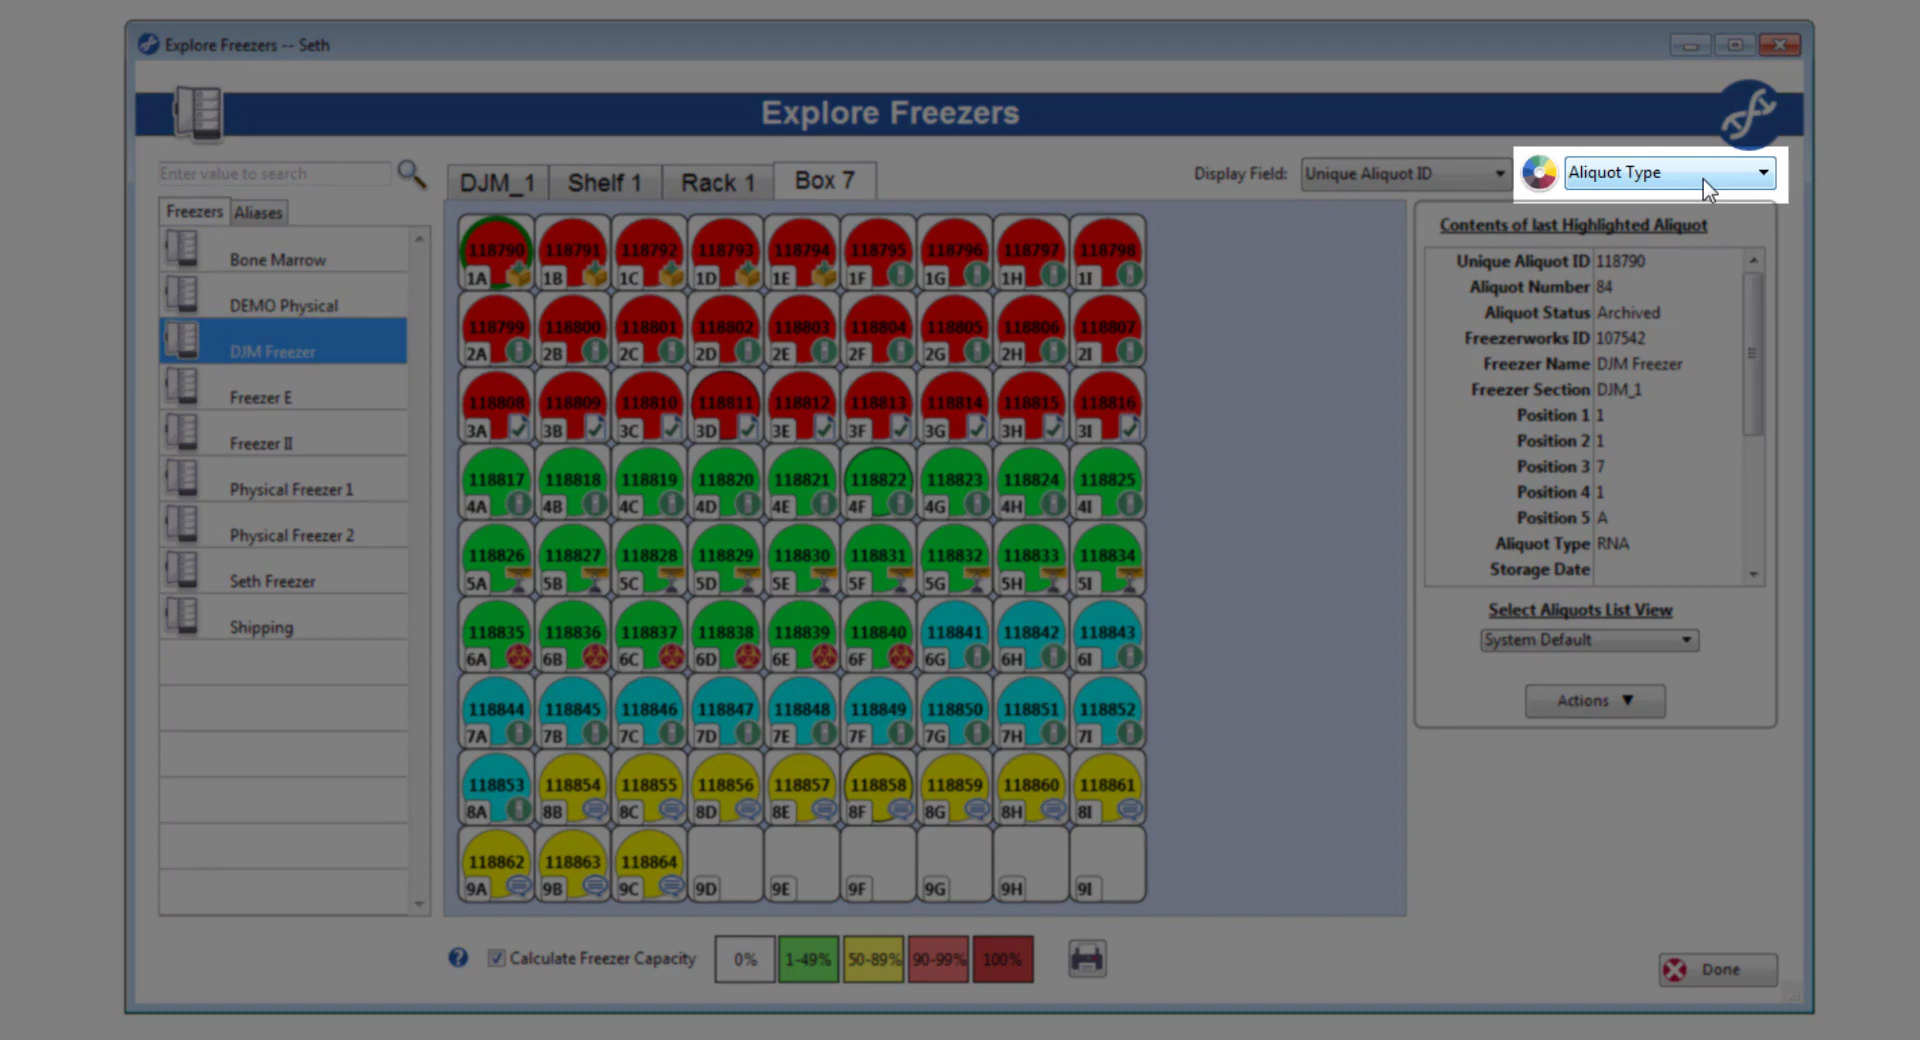 Explore Freezers -- Seth
Explore Freezers
Enter value to search
DJM_1 Shelf 1 Rack 1 Box 7
Display Field: Unique Aliquot ID Aliquot Type
Freezers Aliases
Bone Marrow
DEMO Physical
DJM Freezer
Freezer E
Freezer II
Physical Freezer 1
Physical Freezer 2
Seth Freezer
Shipping
118790 118791 118792 118793 118794 118795 118796 118797 118798
1A 1B 1C 1D 1E 1F 1G 1H 1I
118799 118800 118801 118802 118803 118804 118805 118806 118807
2A 2B 2C 2D 2E 2F 2G 2H 2I
118808 118809 118810 118811 118812 118813 118814 118815 118816
3A 3B 3C 3D 3E 3F 3G 3H 3I
118817 118818 118819 118820 118821 118822 118823 118824 118825
4A 4B 4C 4D 4E 4F 4G 4H 4I
118826 118827 118828 118829 118830 118831 118832 118833 118834
5A 5B 5C 5D 5E 5F 5G 5H 5I
118835 118836 118837 118838 118839 118840 118841 118842 118843
6A 6B 6C 6D 6E 6F 6G 6H 6I
118844 118845 118846 118847 118848 118849 118850 118851 118852
7A 7B 7C 7D 7E 7F 7G 7H 7I
118853 118854 118855 118856 118857 118858 118859 118860 118861
8A 8B 8C 8D 8E 8F 8G 8H 8I
118862 118863 118864
9A 9B 9C 9D 9E 9F 9G 9H 9I
Contents of last Highlighted Aliquot
Unique Aliquot ID 118790
Aliquot Number 84
Aliquot Status Archived
Freezerworks ID 107542
Freezer Name DJM Freezer
Freezer Section DJM_1
Position 1 1
Position 2 1
Position 3 7
Position 4 1
Position 5 A
Aliquot Type RNA
Storage Date
Select Aliquots List View
System Default
Actions ▼
? Calculate Freezer Capacity 0% 1-49% 50-89% 90-99% 100%
Done